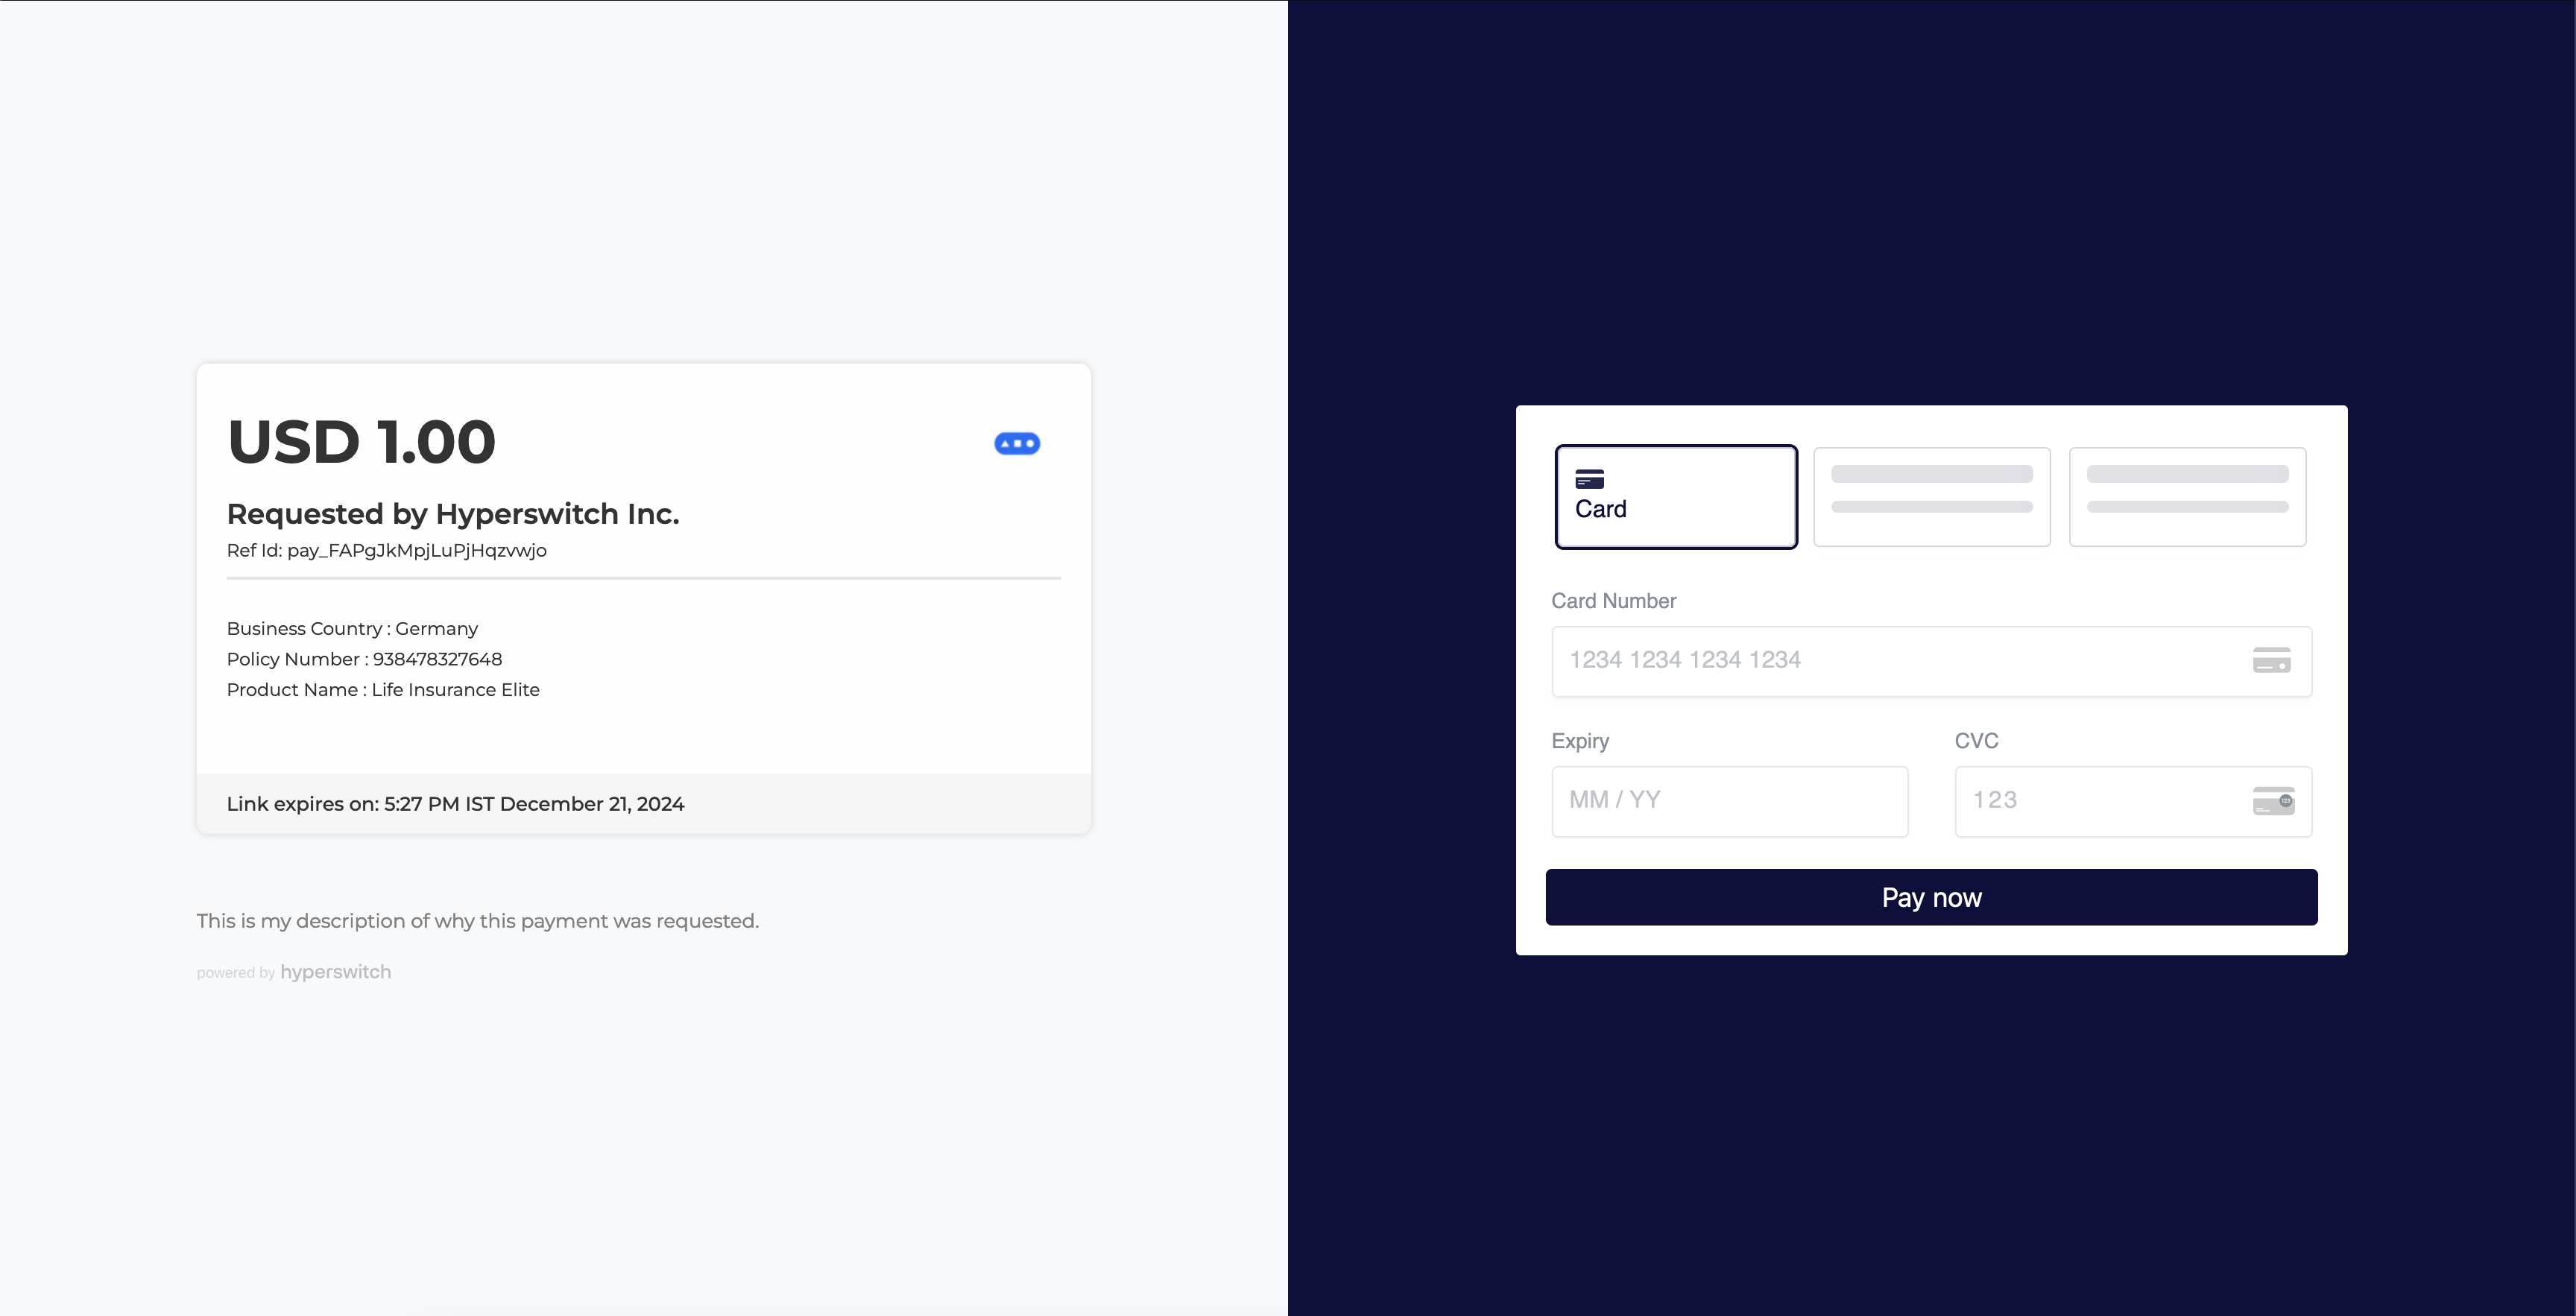 USD 1.00
Requested by Hyperswitch Inc.
Ref Id: pay_FAPgJkMpjLuPjHqzvwjo
Business Country : Germany
Policy Number : 938478327648
Product Name : Life Insurance Elite
Link expires on: 5:27 PM IST December 21, 2024
This is my description of why this payment was requested.
powered by hyperswitch
Card
Card Number
1234 1234 1234 1234
Expiry
CVC
MM / YY
123
123
Pay now